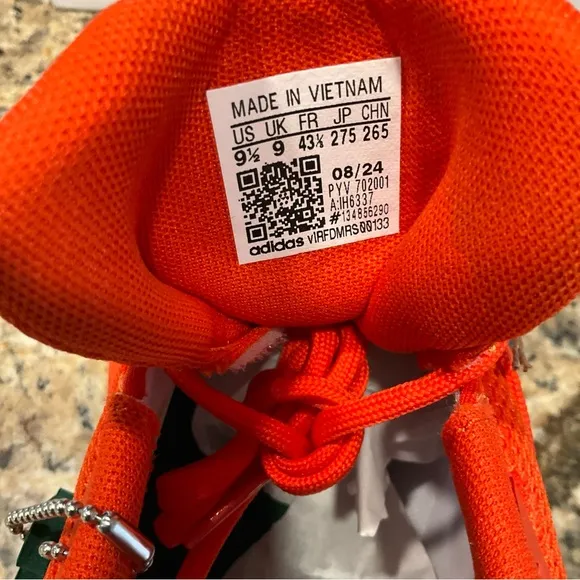 MADE IN VIETNAM
US UK FR JP CHN
9½ 9 43⅓ 275 265
08/24
PYV 702001
A:IH6337
#134856290
adidas vIRFDMRS00133